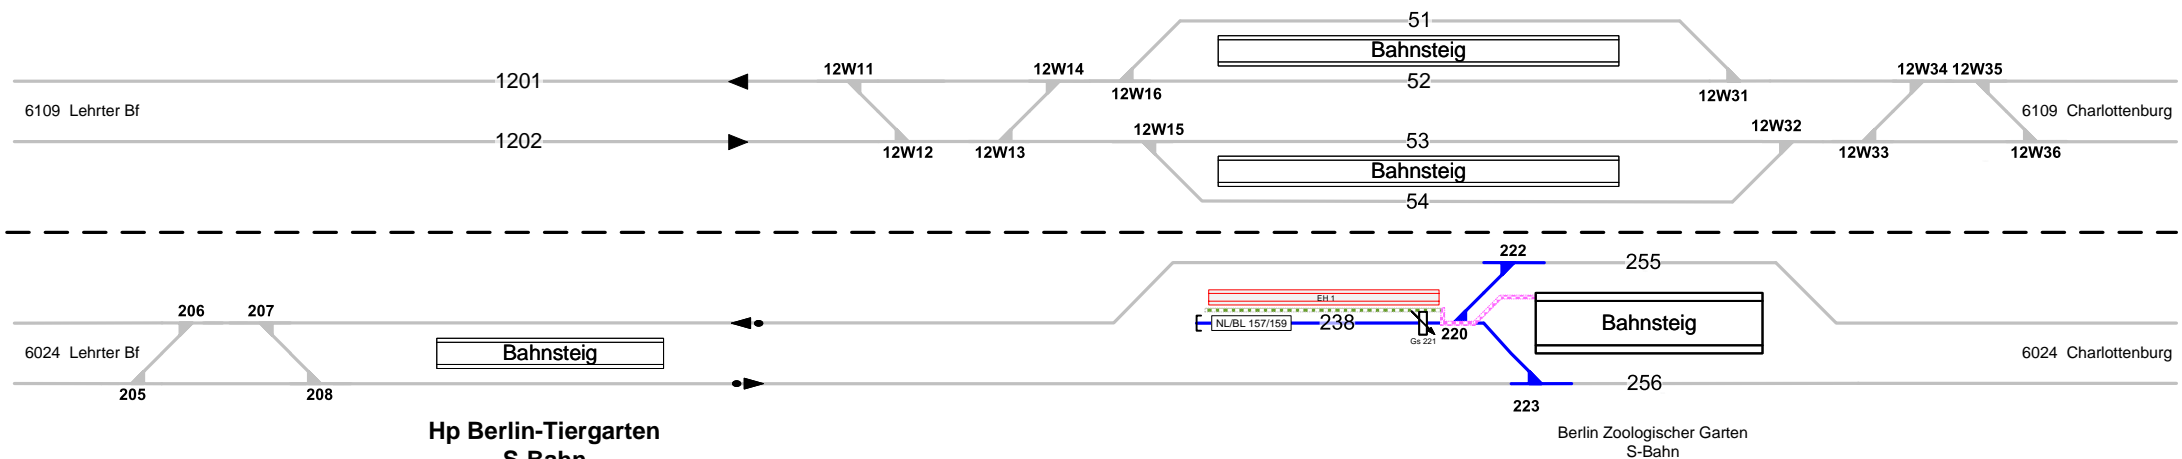 51
Bahnsteig
12W11
12W14
12W34
12W35
1201
52
12W16
12W31
6109 Lehrter Bf
6109 Charlottenburg
12W15
12W32
1202
53
12W12
12W13
12W33
12W36
Bahnsteig
54
222
255
EH 1
206
207
NL/BL 157/159
238
220
Bahnsteig
Gs 221
6024 Lehrter Bf
Bahnsteig
6024 Charlottenburg
256
205
208
223
Hp Berlin-Tiergarten
S-Bahn
Berlin Zoologischer Garten
S-Bahn